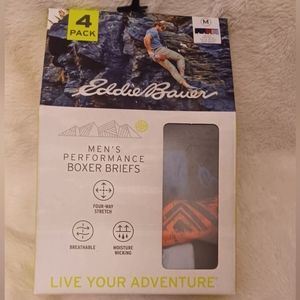 4
PACK
M
Eddie Bauer
MEN'S
PERFORMANCE
BOXER BRIEFS
FOUR-WAY
STRETCH
BREATHABLE
MOISTURE
WICKING
LIVE YOUR ADVENTURE